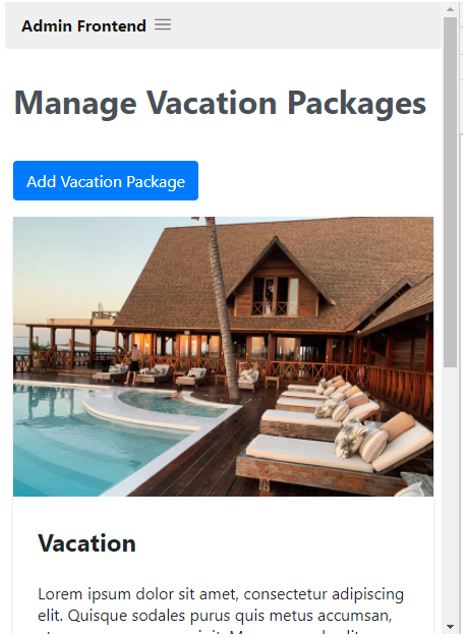 Admin Frontend
Manage Vacation Packages
Add Vacation Package
Vacation
Lorem ipsum dolor sit amet, consectetur adipiscing
elit. Quisque sodales purus quis metus accumsan,